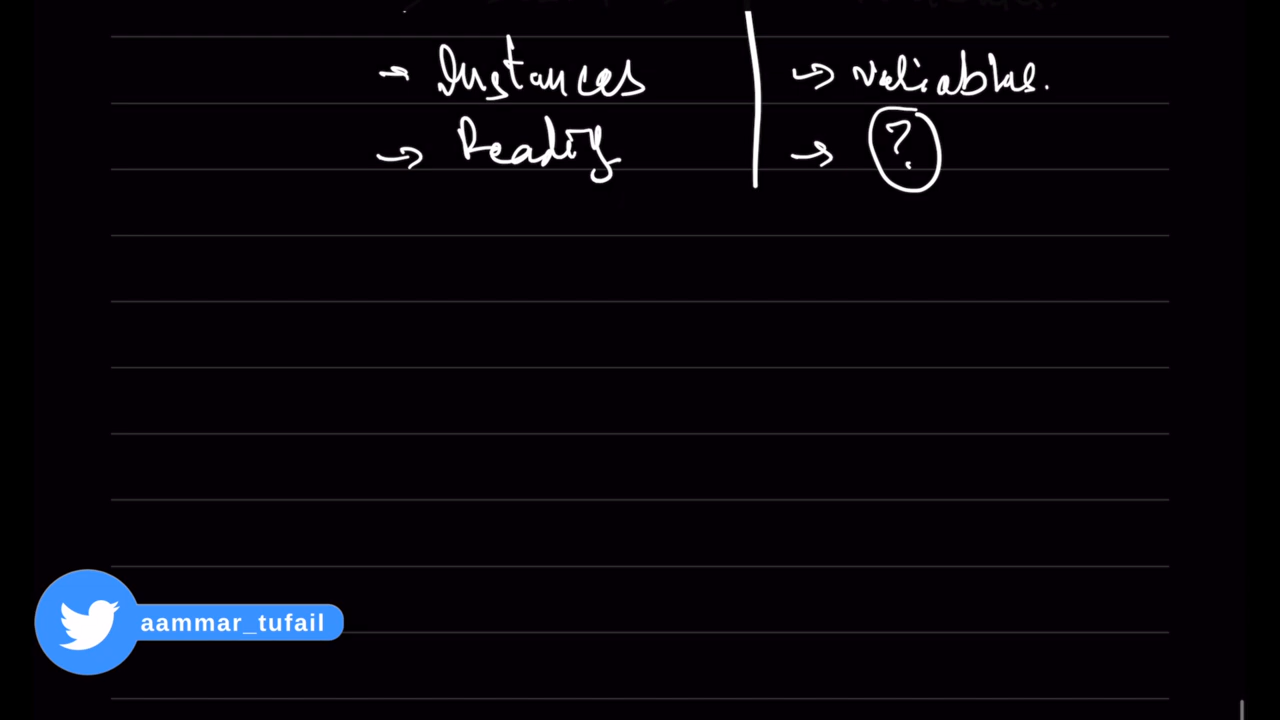 → Instances → variables.
→ Reading → ?
aammar_tufail